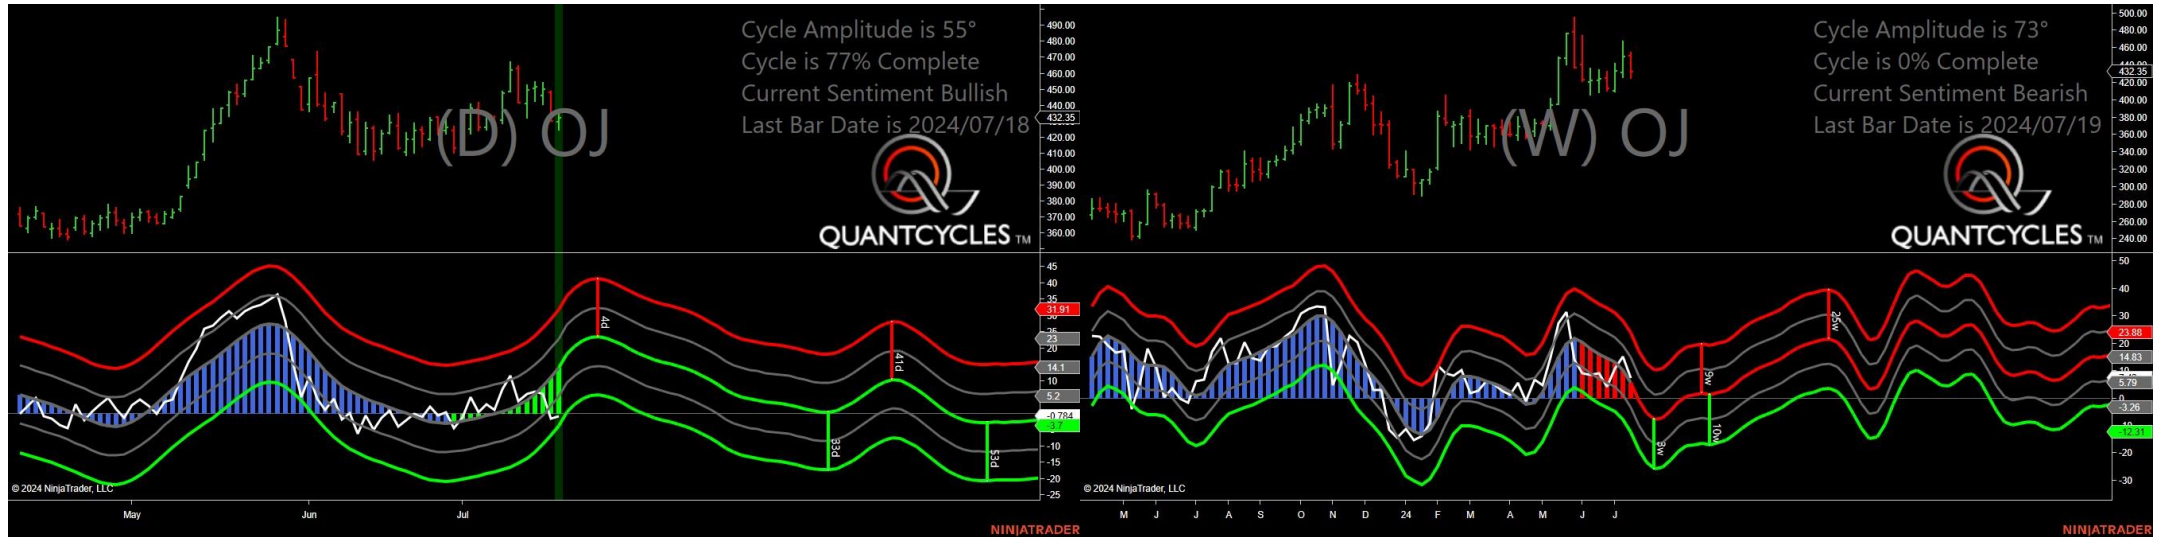 Cycle Amplitude is 55°
Cycle is 77% Complete
Current Sentiment Bullish
Last Bar Date is 2024/07/18
(D) OJ
QUANTCYCLES TM
490.00
480.00
470.00
460.00
450.00
440.00
432.35
420.00
410.00
400.00
390.00
380.00
370.00
360.00
45
40
35
31.91
25
23
20
14.1
10
5.2
-0.784
-3.7
-10
-15
-20
-25
4d
41d
83d
53d
© 2024 NinjaTrader, LLC
May
Jun
Jul
NINJATRADER
Cycle Amplitude is 73°
Cycle is 0% Complete
Current Sentiment Bearish
Last Bar Date is 2024/07/19
(W) OJ
QUANTCYCLES TM
500.00
480.00
460.00
440.00
432.35
420.00
400.00
380.00
360.00
340.00
320.00
300.00
280.00
260.00
240.00
50
40
30
23.88
20
14.83
5.79
0
-3.26
-12.31
-20
-30
25w
9w
10w
8w
© 2024 NinjaTrader, LLC
M
J
J
A
S
O
N
D
24
F
M
A
M
J
J
NINJATRADER